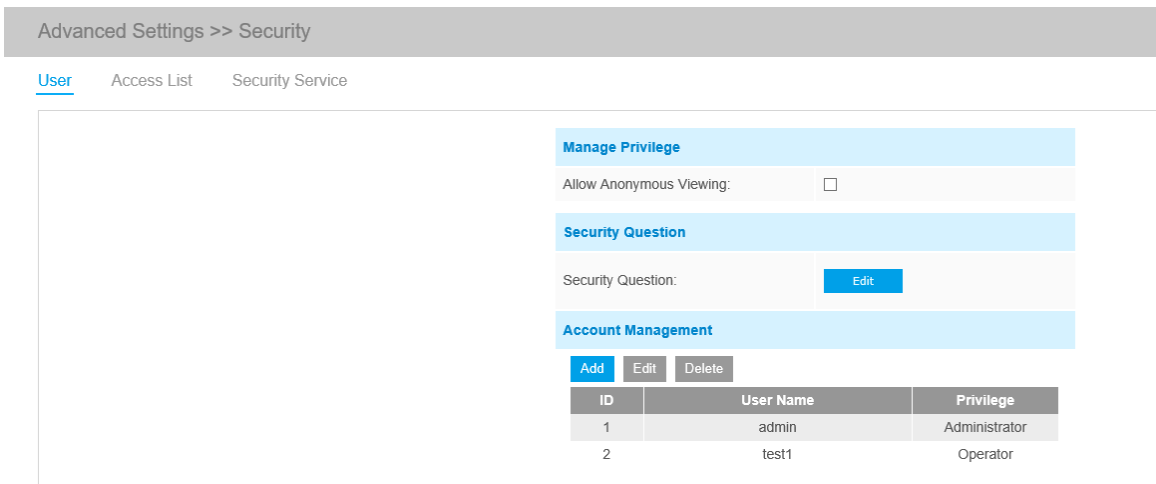 Advanced Settings >> Security
User Access List Security Service
Manage Privilege
Allow Anonymous Viewing:
Security Question
Security Question: Edit
Account Management
Add Edit Delete
ID User Name Privilege
1 admin Administrator
2 test1 Operator